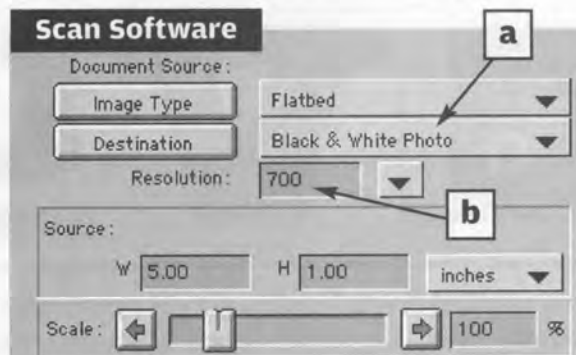 Scan Software
a
Document Source:
Image Type
Flatbed
Destination
Black & White Photo
Resolution:
700
b
Source:
W 5.00 H 1.00 inches
Scale: 100 %